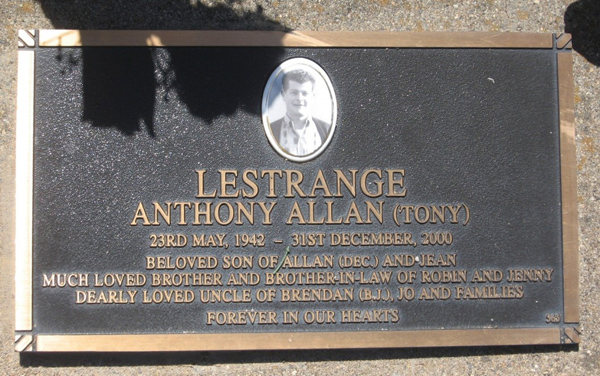 LESTRANGE
ANTHONY ALLAN (TONY)
23RD MAY, 1942 – 31ST DECEMBER, 2000
BELOVED SON OF ALLAN (DEC.) AND JEAN
MUCH LOVED BROTHER AND BROTHER-IN-LAW OF ROBIN AND JENNY
DEARLY LOVED UNCLE OF BRENDAN (B.J.), JO AND FAMILIES
FOREVER IN OUR HEARTS